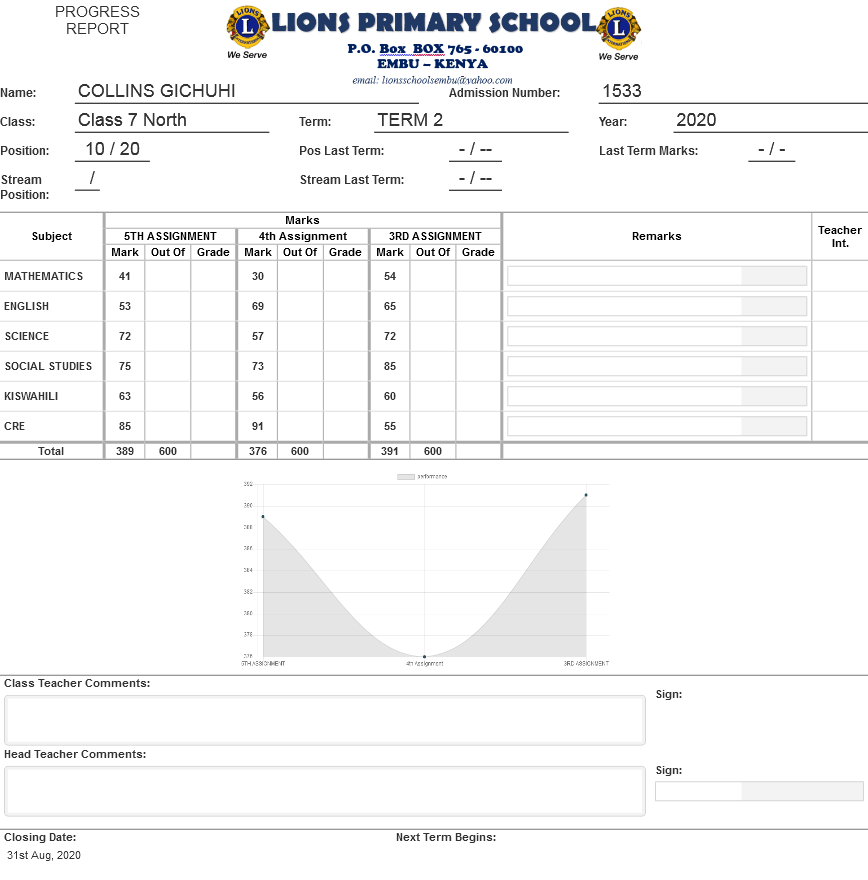 PROGRESS
REPORT
LIONS PRIMARY SCHOOL
We Serve
We Serve
P.O. Box BOX 765 - 60100
EMBU – KENYA
email: lionsschoolsembu@yahoo.com
Name: COLLINS GICHUHI Admission Number: 1533
Class: Class 7 North Term: TERM 2 Year: 2020
Position: 10 / 20 Pos Last Term: - / -- Last Term Marks: - / -
Stream Position: / Stream Last Term: - / --
Marks
Subject 5TH ASSIGNMENT 4th Assignment 3RD ASSIGNMENT Remarks Teacher Int.
Mark Out Of Grade Mark Out Of Grade Mark Out Of Grade
MATHEMATICS 41 30 54
ENGLISH 53 69 65
SCIENCE 72 57 72
SOCIAL STUDIES 75 73 85
KISWAHILI 63 56 60
CRE 85 91 55
Total 389 600 376 600 391 600
performance
392
390
388
386
384
382
380
378
376
5TH ASSIGNMENT 4th Assignment 3RD ASSIGNMENT
Class Teacher Comments:
Sign:
Head Teacher Comments:
Sign:
Closing Date: Next Term Begins:
31st Aug, 2020